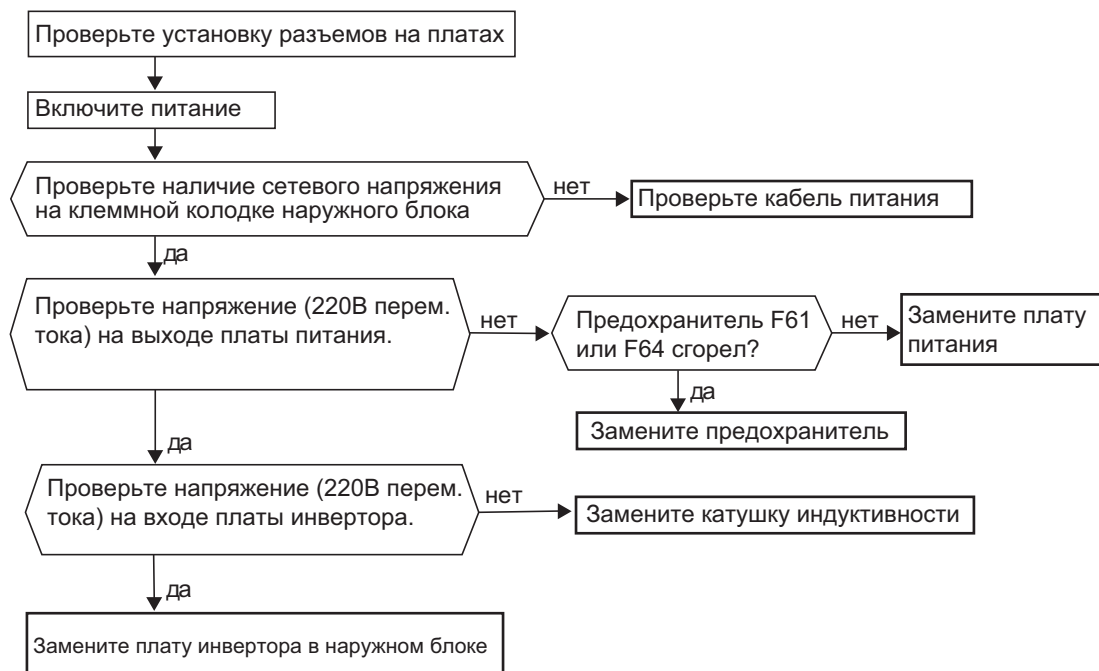 Проверьте установку разъемов на платах
Включите питание
Проверьте наличие сетевого напряжения
на клеммной колодке наружного блока
нет
Проверьте кабель питания
да
Проверьте напряжение (220В перем.
тока) на выходе платы питания.
нет
Предохранитель F61
или F64 сгорел?
нет
Замените плату
питания
да
Замените предохранитель
да
Проверьте напряжение (220В перем.
тока) на входе платы инвертора.
нет
Замените катушку индуктивности
да
Замените плату инвертора в наружном блоке